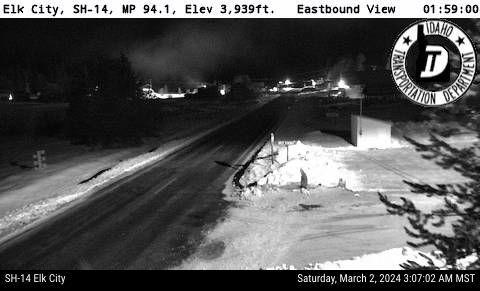 Elk City, SH-14, MP 94.1, Elev 3,939ft. Eastbound View 01:59:00
IDAHO
TRANSPORTATION DEPARTMENT
SH-14 Elk City Saturday, March 2, 2024 3:07:02 AM MST